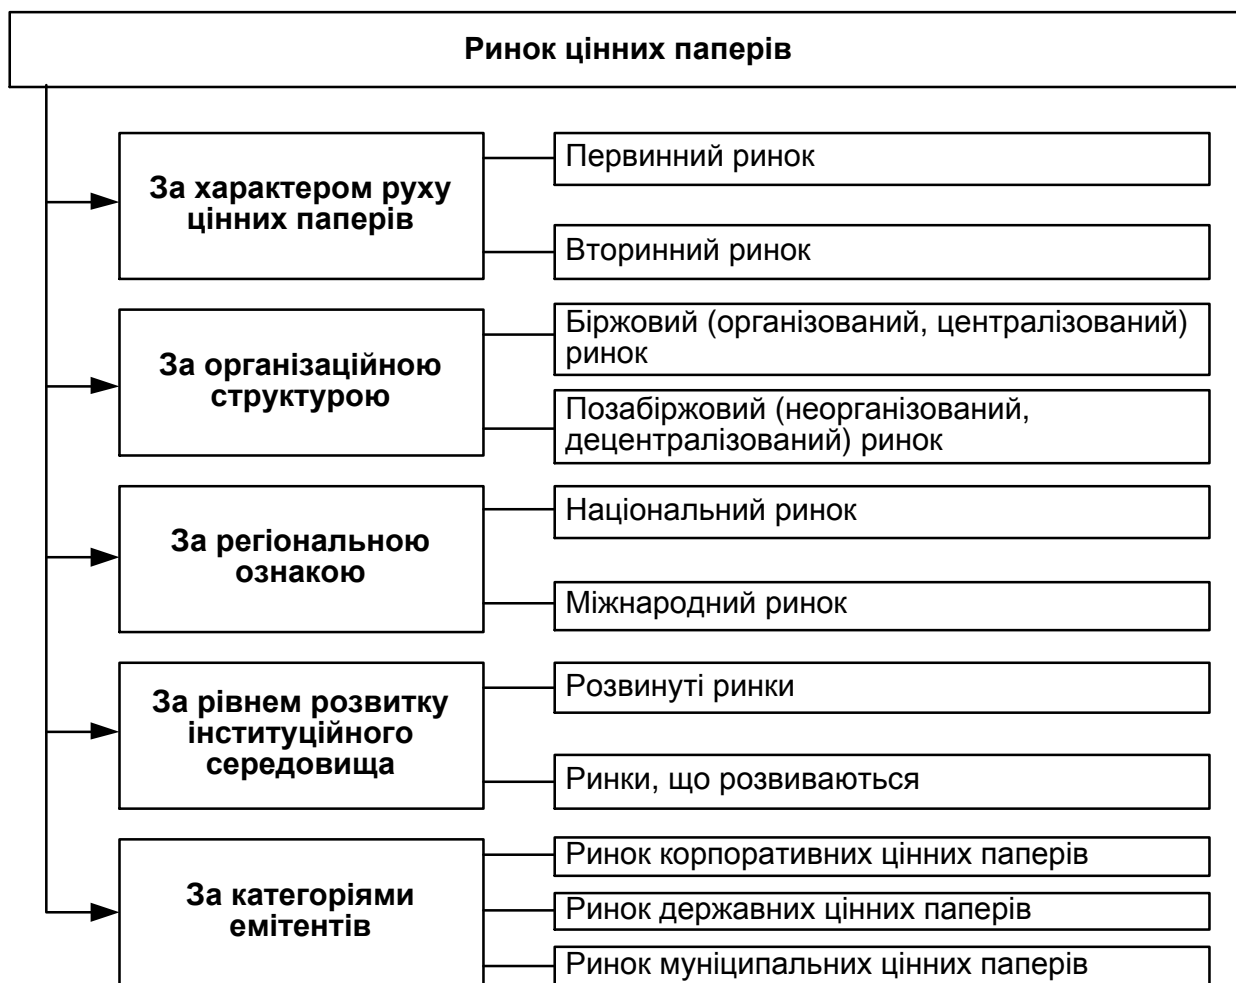 Ринок цінних паперів
За характером руху
цінних паперів
Первинний ринок
Вторинний ринок
За організаційною
структурою
Біржовий (організований, централізований)
ринок
Позабіржовий (неорганізований,
децентралізований) ринок
За регіональною
ознакою
Національний ринок
Міжнародний ринок
За рівнем розвитку
інституційного
середовища
Розвинуті ринки
Ринки, що розвиваються
За категоріями
емітентів
Ринок корпоративних цінних паперів
Ринок державних цінних паперів
Ринок муніципальних цінних паперів